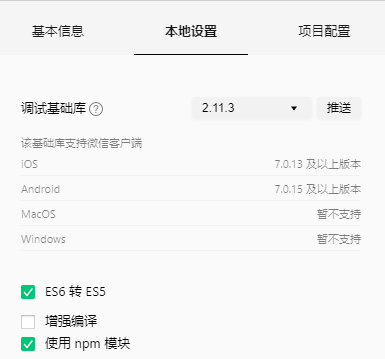 基本信息 本地设置 项目配置
调试基础库 ? 2.11.3 推送
该基础库支持微信客户端
iOS 7.0.13 及以上版本
Android 7.0.15 及以上版本
MacOS 暂不支持
Windows 暂不支持
ES6 转 ES5
增强编译
使用 npm 模块